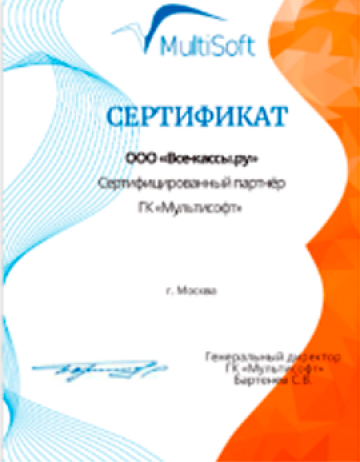 MultiSoft
СЕРТИФИКАТ
ООО «Все-кассы.ру»
Сертифицированный партнёр
ГК «Мультисофт»
г. Москва
Генеральный директор
ГК «Мультисофт»
Бартенев С.В.